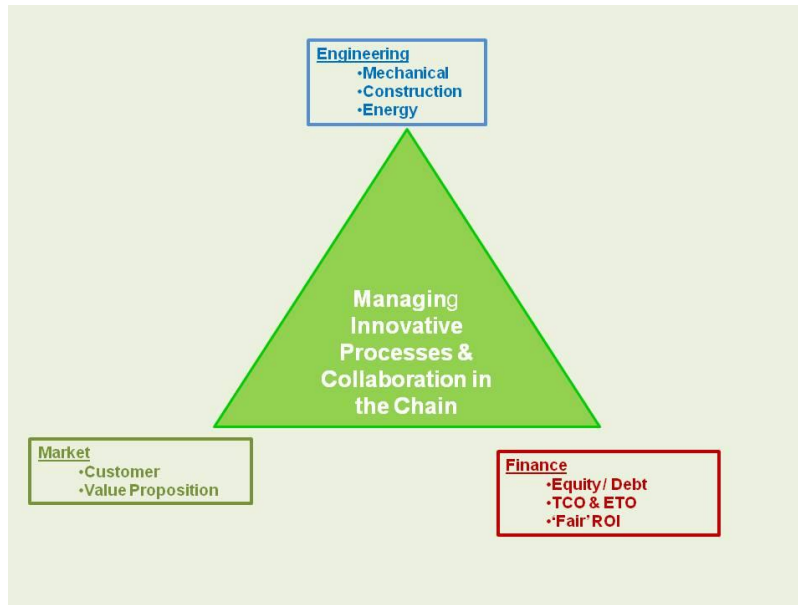 Engineering
•Mechanical
•Construction
•Energy
Managing
Innovative
Processes &
Collaboration in
the Chain
Market
•Customer
•Value Proposition
Finance
•Equity / Debt
•TCO & ETO
•‘Fair’ ROI